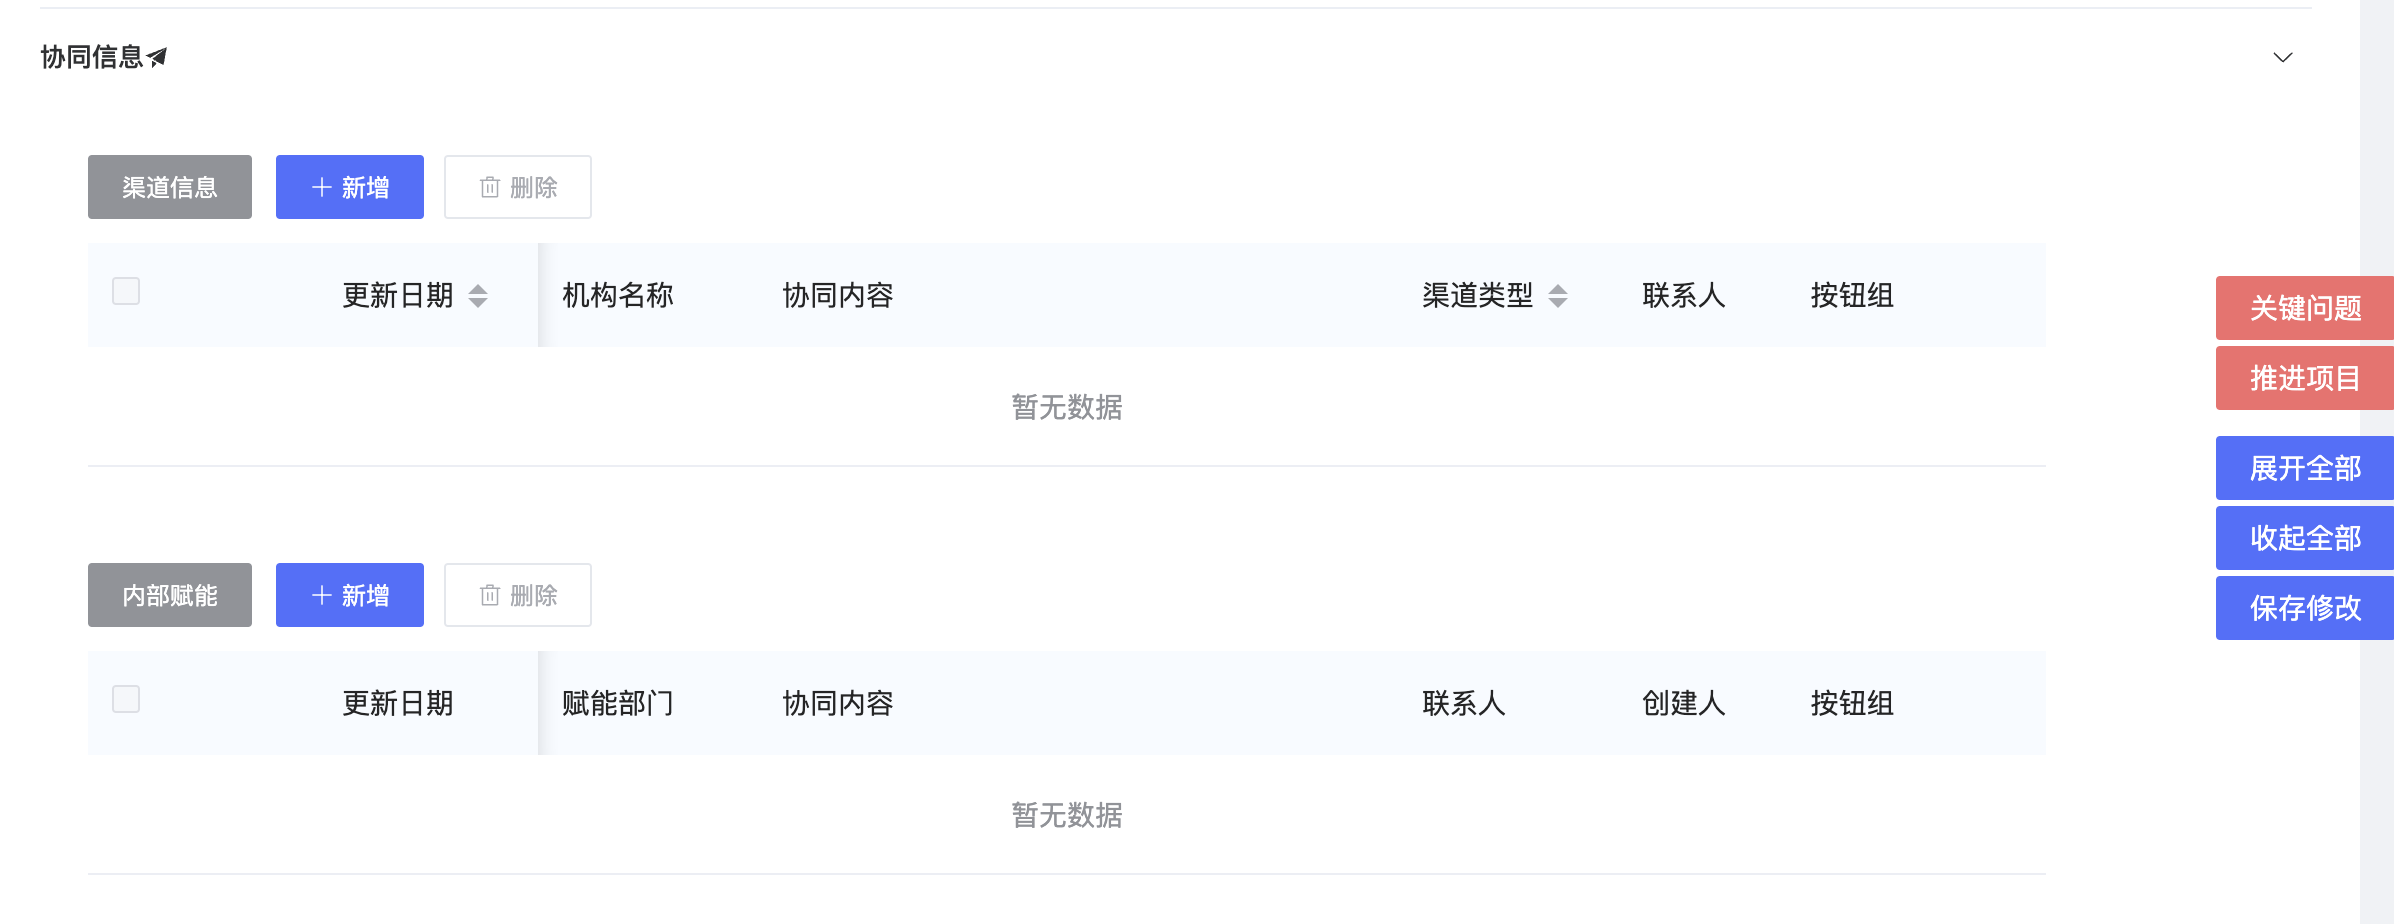 协同信息
渠道信息 新增 删除
更新日期 机构名称 协同内容 渠道类型 联系人 按钮组
暂无数据
关键问题
推进项目
展开全部
收起全部
保存修改
内部赋能 新增 删除
更新日期 赋能部门 协同内容 联系人 创建人 按钮组
暂无数据